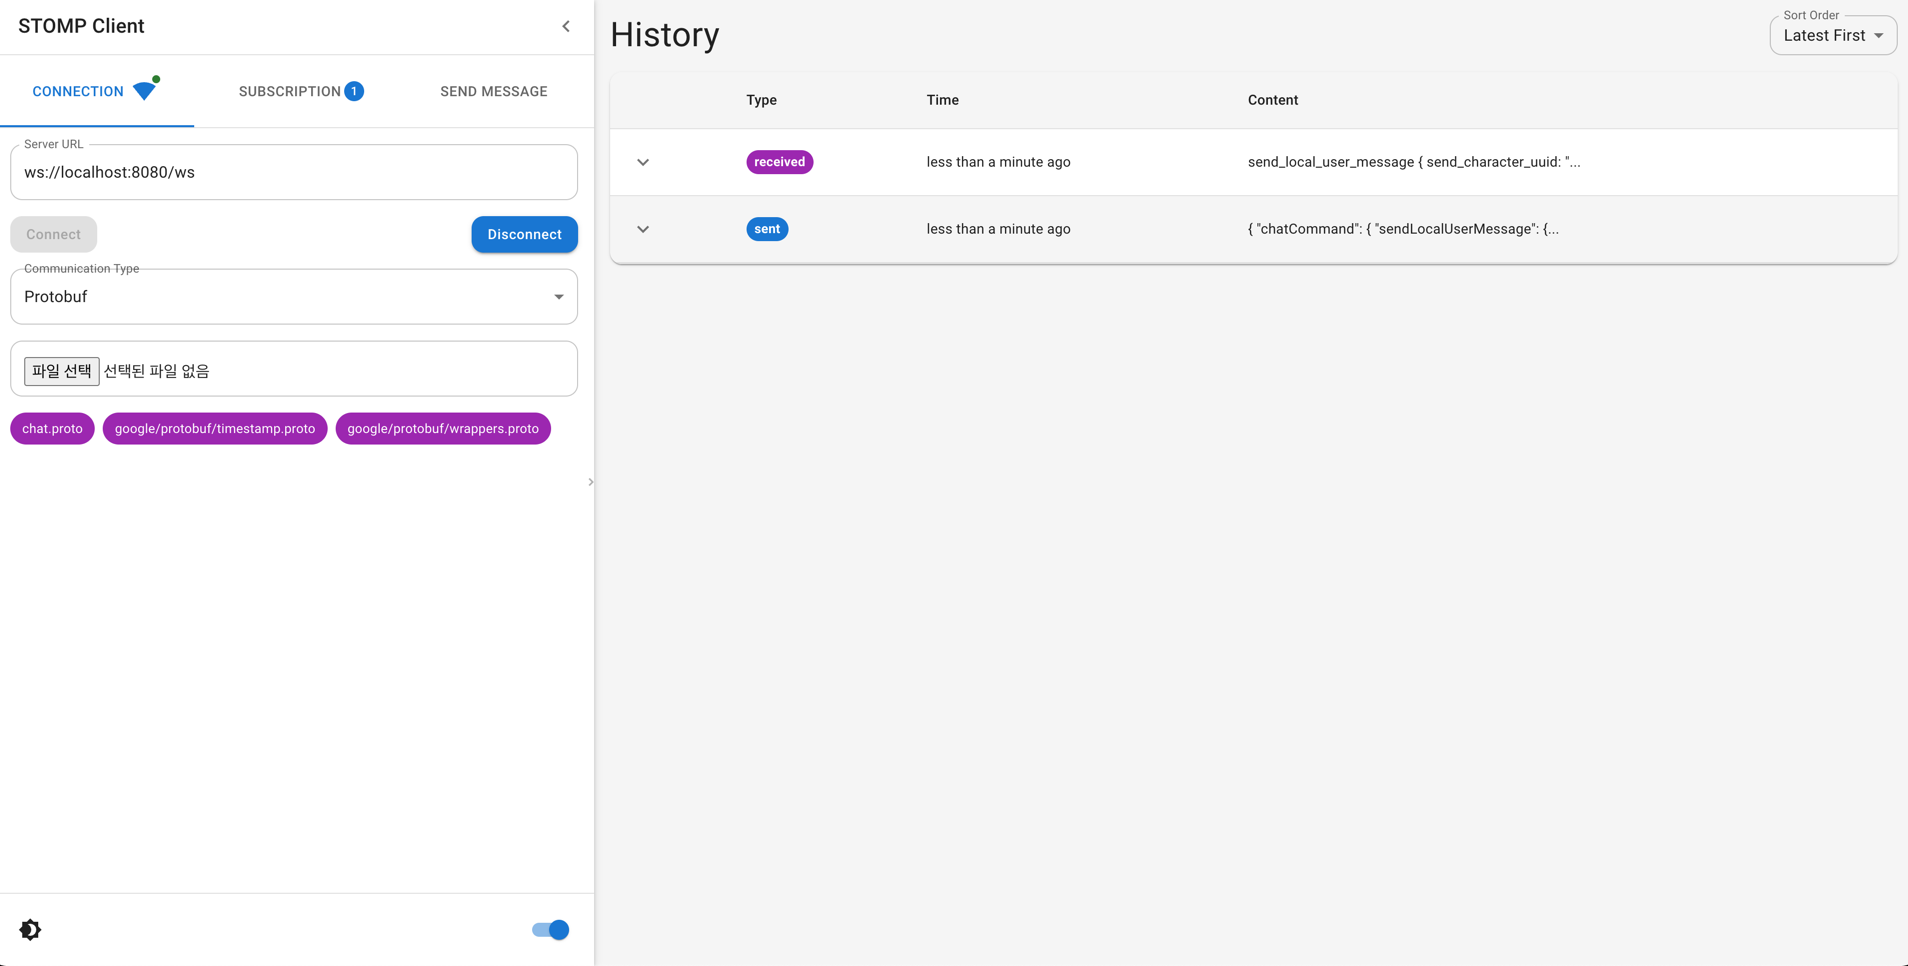 STOMP Client
CONNECTION
SUBSCRIPTION 1
SEND MESSAGE
Server URL
ws://localhost:8080/ws
Connect
Disconnect
Communication Type
Protobuf
파일 선택 선택된 파일 없음
chat.proto
google/protobuf/timestamp.proto
google/protobuf/wrappers.proto
History
Sort Order
Latest First
Type Time Content
received less than a minute ago send_local_user_message { send_character_uuid: "...
sent less than a minute ago { "chatCommand": { "sendLocalUserMessage": {...